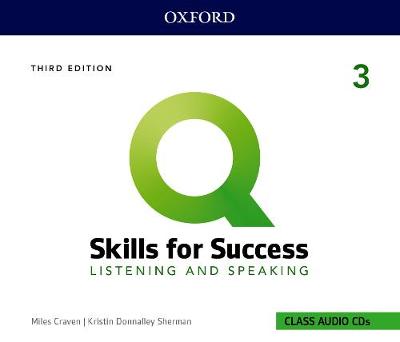 OXFORD
THIRD EDITION
3
Q
Skills for Success
LISTENING AND SPEAKING
Miles Craven | Kristin Donnalley Sherman
CLASS AUDIO CDs